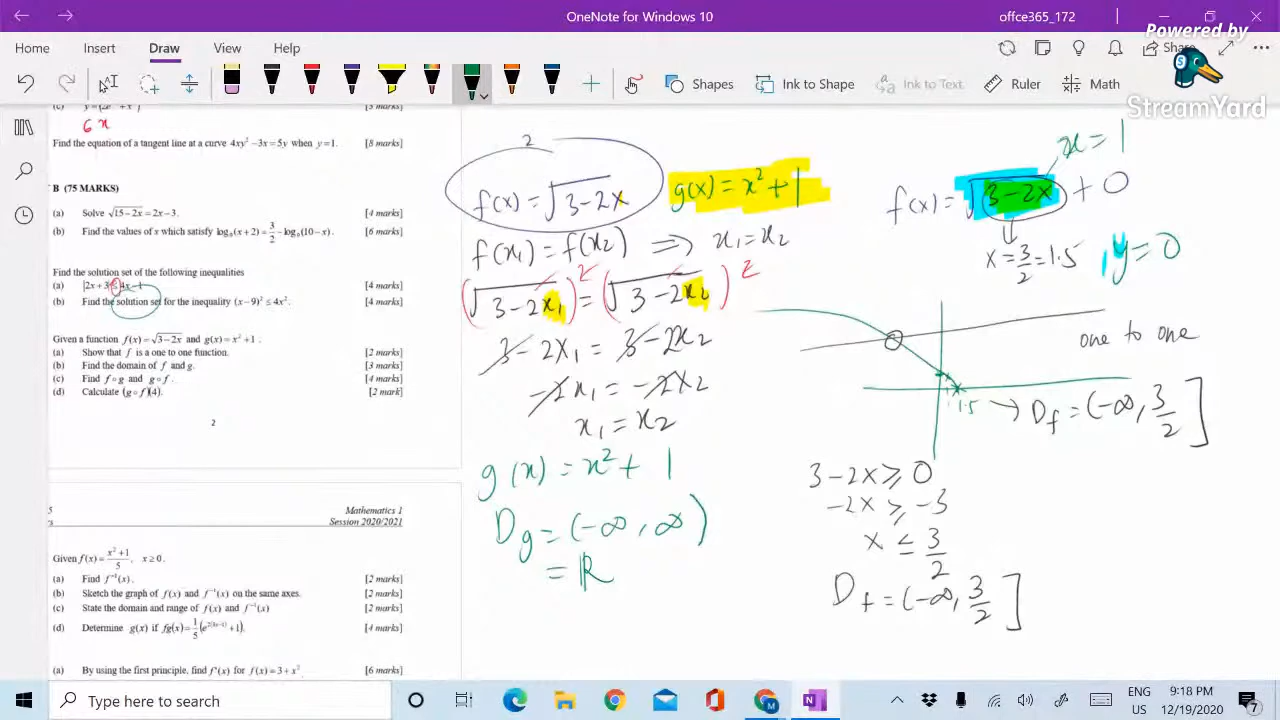 OneNote for Windows 10
offce365_172
Powered by
StreamYard
Home Insert Draw View Help
Share
Shapes
Ink to Shape
Ink to Text
Ruler
Math
[3 marks]
6x
Find the equation of a tangent line at a curve 4xy² −3x=5y when y=1. [8 marks]
B (75 MARKS)
(a) Solve √(15−2x) = 2x−3. [4 marks]
(b) Find the values of x which satisfy log₉(x+2) = 3/2 − log₉(10−x). [6 marks]
Find the solution set of the following inequalities
[4 marks]
(b) Find the solution set for the inequality (x−9)² ≤ 4x². [4 marks]
Given a function f(x)=√(3−2x) and g(x)=x²+1.
(a) Show that f is a one to one function. [2 marks]
(b) Find the domain of f and g. [3 marks]
(c) Find f∘g and g∘f. [4 marks]
(d) Calculate (g∘f)(4). [2 mark]
2
5 Mathematics 1
Session 2020/2021
Given f(x)=(x²+1)/5, x≥0.
(a) Find f⁻¹(x). [2 marks]
(b) Sketch the graph of f(x) and f⁻¹(x) on the same axes. [2 marks]
(c) State the domain and range of f(x) and f⁻¹(x) [2 marks]
[4 marks]
(a) By using the first principle, find f'(x) for f(x)=3+x². [6 marks]
2
f(x) = √(3−2x)
g(x) = x²+1
f(x₁) = f(x₂) ⟹ x₁=x₂
(√(3−2x₁))² = (√(3−2x₂))²
3−2x₁ = 3−2x₂
−2x₁ = −2x₂
x₁ = x₂
g(x) = x²+1
Dg = (−∞, ∞)
= ℝ
x=1
f(x) = √(3−2x) + 0
x = 3/2 = 1.5
, y=0
one to one
1.5 → Df = (−∞, 3/2]
3−2x ≥ 0
−2x ≥ −3
x ≤ 3/2
Df = (−∞, 3/2]
Type here to search
ENG
US
9:18 PM
12/19/2020
7